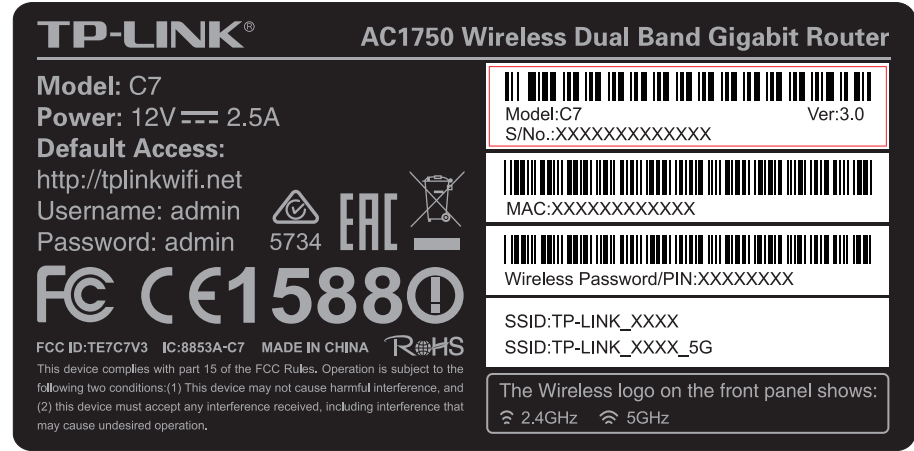 TP-LINK®
AC1750 Wireless Dual Band Gigabit Router
Model: C7
Power: 12V 2.5A
Default Access:
http://tplinkwifi.net
Username: admin
Password: admin
5734
EAC
FC CE1588
FCC ID:TE7C7V3 IC:8853A-C7 MADE IN CHINA RoHS
This device complies with part 15 of the FCC Rules. Operation is subject to the
following two conditions:(1) This device may not cause harmful interference, and
(2) this device must accept any interference received, including interference that
may cause undesired operation.
Model:C7 Ver:3.0
S/No.:XXXXXXXXXXXXX
MAC:XXXXXXXXXXXX
Wireless Password/PIN:XXXXXXXX
SSID:TP-LINK_XXXX
SSID:TP-LINK_XXXX_5G
The Wireless logo on the front panel shows:
2.4GHz 5GHz